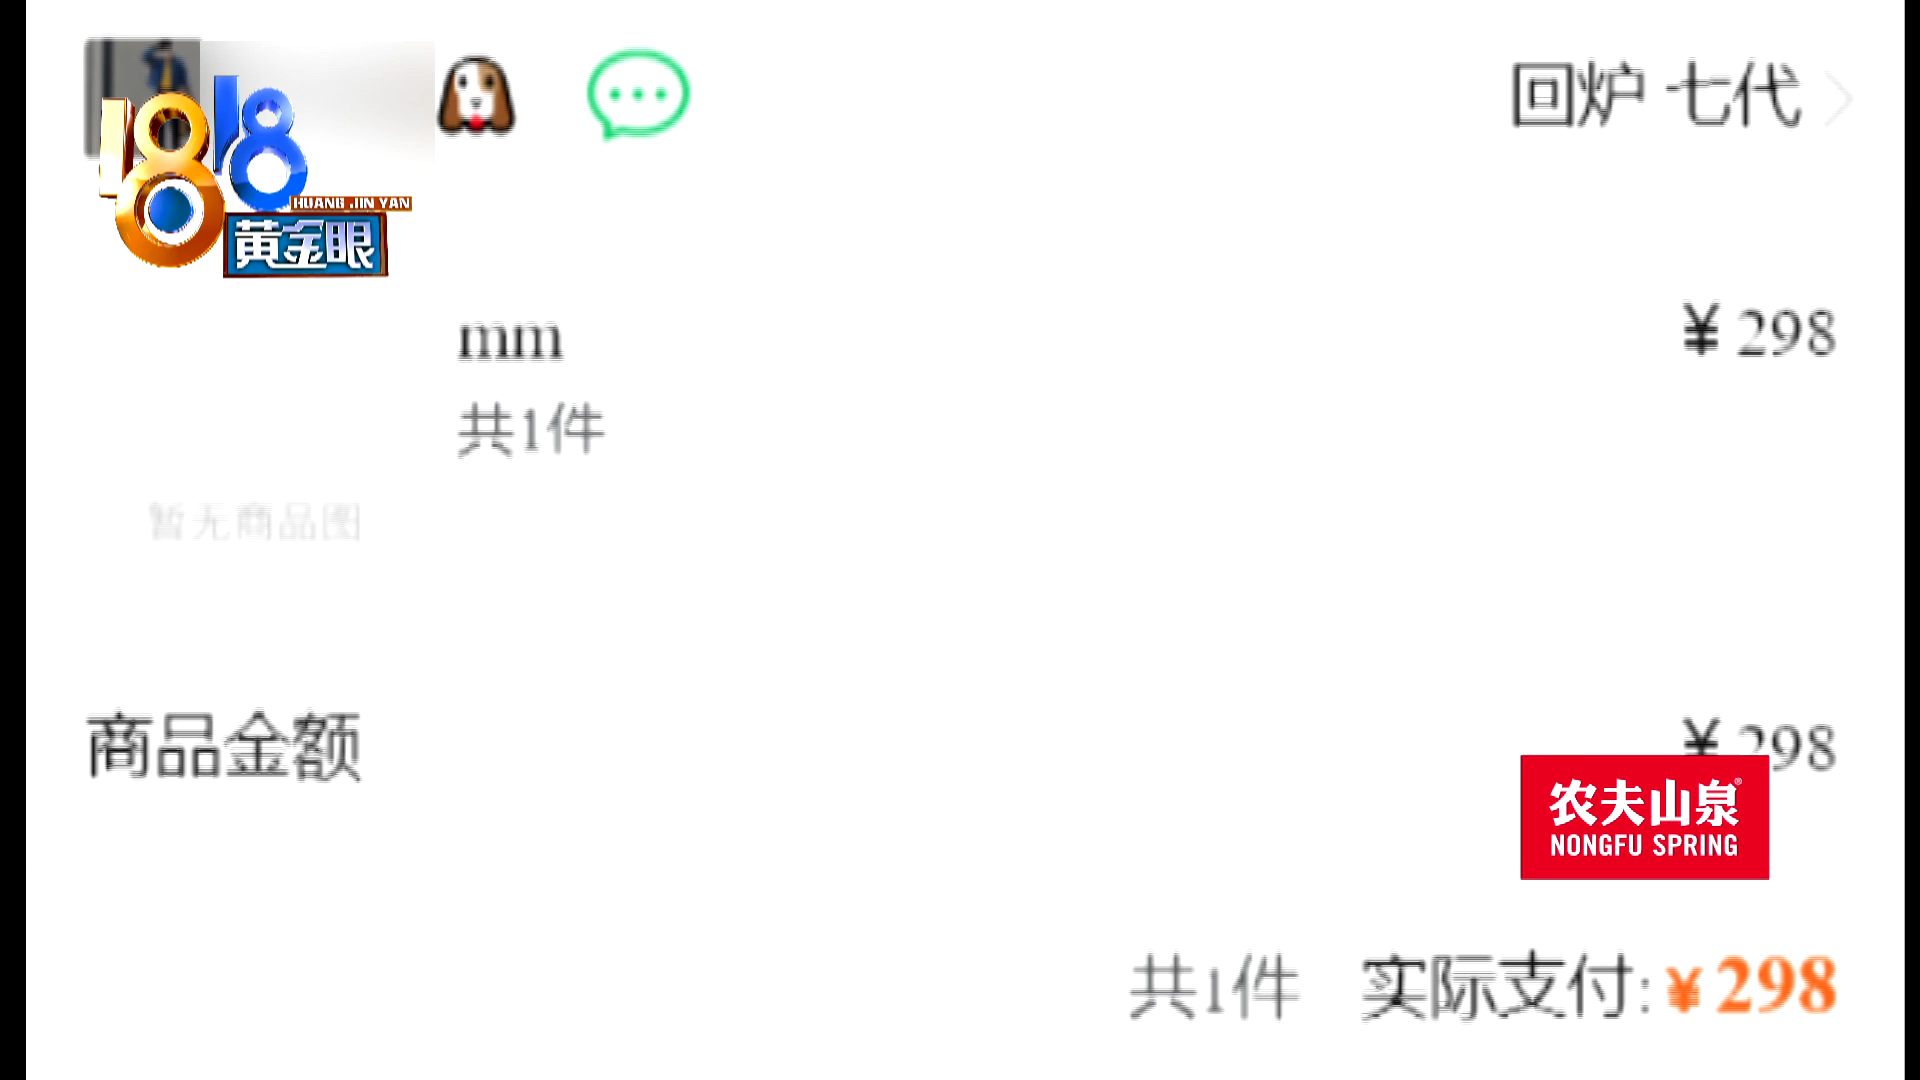 回炉 七代
1818
HUANG JIN YAN
黄金眼
mm
¥ 298
共1件
暂无商品图
商品金额
¥ 298
农夫山泉®
NONGFU SPRING
共1件 实际支付: ¥ 298